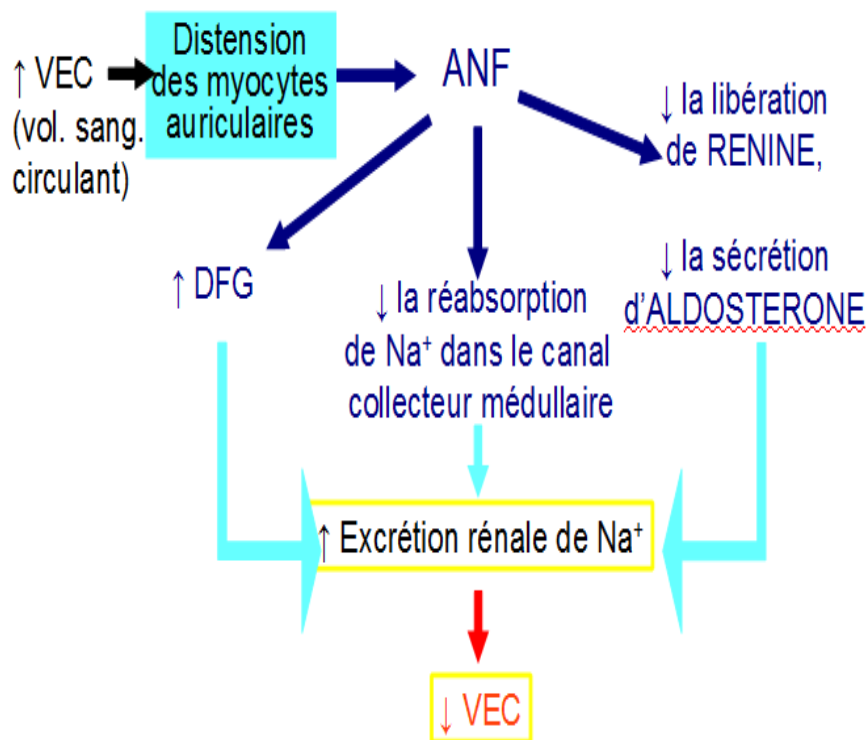 ↑ VEC
(vol. sang.
circulant)
Distension
des myocytes
auriculaires
ANF
↓ la libération
de RENINE,
↓ la sécrétion
d'ALDOSTERONE
↑ DFG
↓ la réabsorption
de Na⁺ dans le canal
collecteur médullaire
↑ Excrétion rénale de Na⁺
↓ VEC